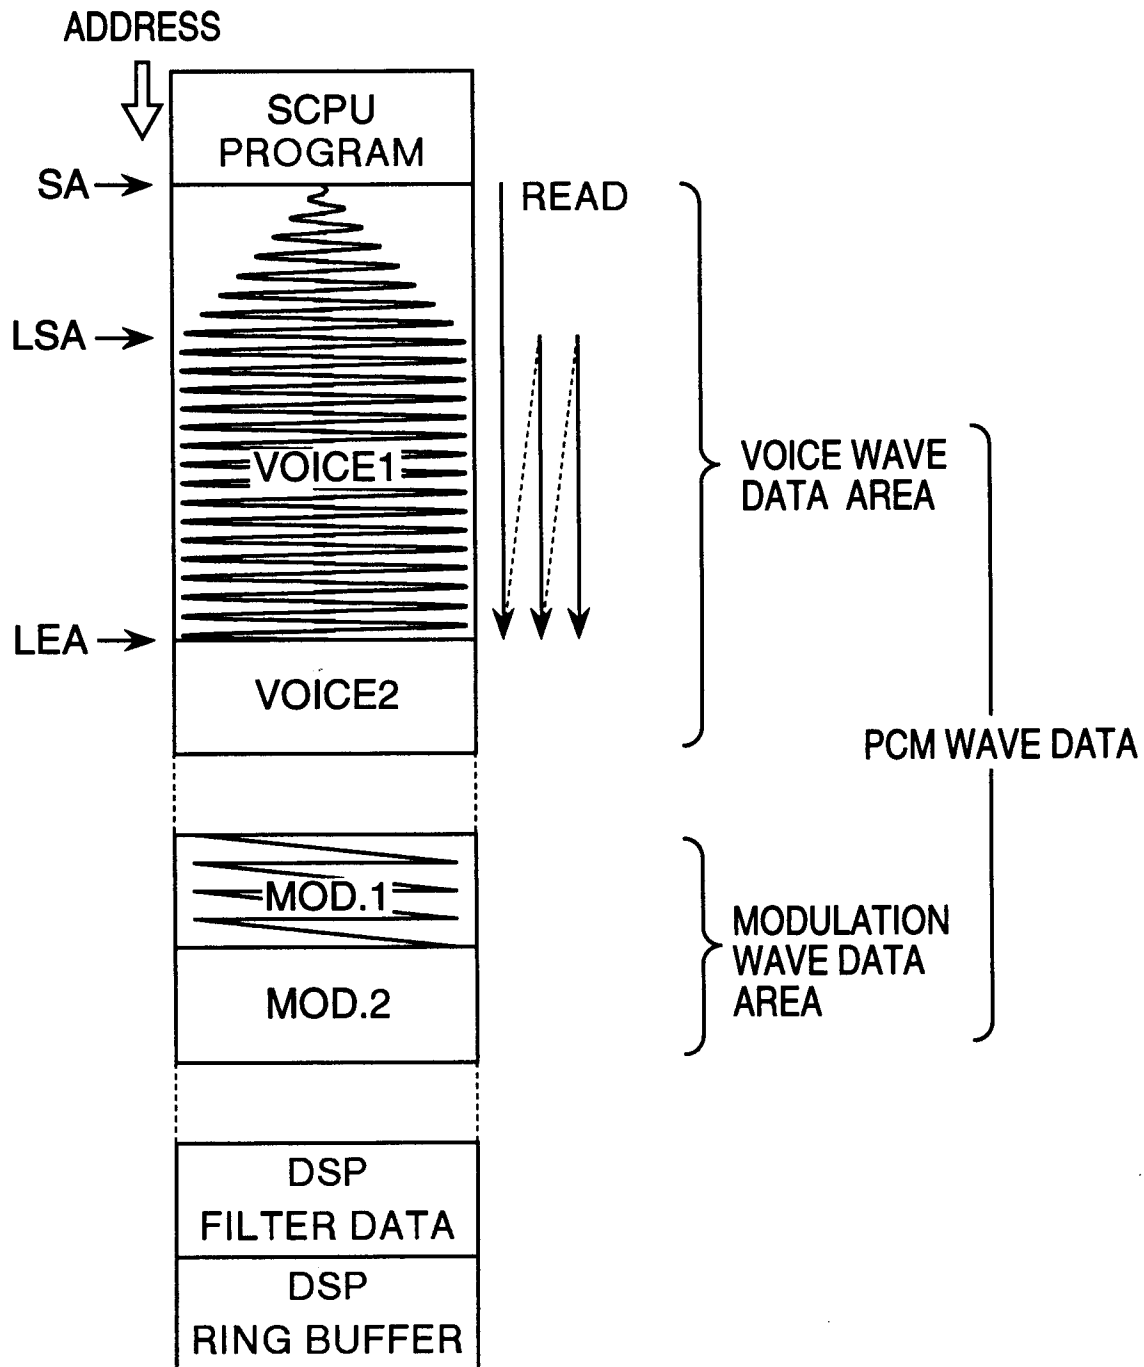 ADDRESS
SCPU
PROGRAM
SA
READ
LSA
VOICE1
VOICE WAVE
DATA AREA
LEA
VOICE2
PCM WAVE DATA
MOD.1
MODULATION
WAVE DATA
AREA
MOD.2
DSP
FILTER DATA
DSP
RING BUFFER